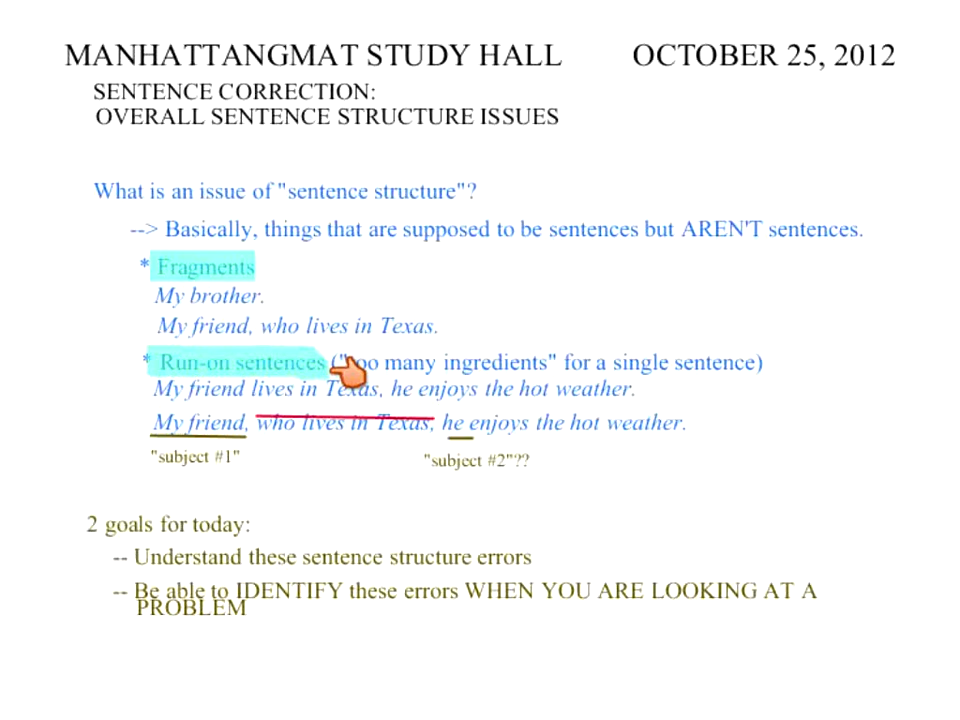 MANHATTANGMAT STUDY HALL OCTOBER 25, 2012
SENTENCE CORRECTION:
OVERALL SENTENCE STRUCTURE ISSUES
What is an issue of "sentence structure"?
--> Basically, things that are supposed to be sentences but AREN'T sentences.
* Fragments
My brother.
My friend, who lives in Texas.
* Run-on sentences ("too many ingredients" for a single sentence)
My friend lives in Texas, he enjoys the hot weather.
My friend, who lives in Texas, he enjoys the hot weather.
"subject #1" "subject #2"??
2 goals for today:
-- Understand these sentence structure errors
-- Be able to IDENTIFY these errors WHEN YOU ARE LOOKING AT A
PROBLEM